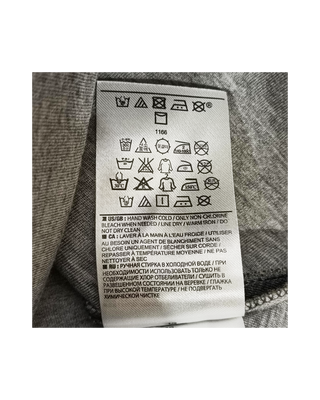 ®
1166
US/GB : HAND WASH COLD / ONLY NON-CHLORINE
BLEACH WHEN NEEDED / LINE DRY / WARM IRON / DO
NOT DRY CLEAN
CA : LAVER À LA MAIN À L'EAU FROIDE / UTILISER
AU BESOIN UN AGENT DE BLANCHIMENT SANS
CHLORE / SÉCHER SUR CORDE /
REPASSER À TEMPÉRATURE MOYENNE / NE PAS
NETTOYER À SEC
RU : РУЧНАЯ СТИРКА В ХОЛОДНОЙ ВОДЕ / ПРИ
НЕОБХОДИМОСТИ ИСПОЛЬЗОВАТЬ ТОЛЬКО НЕ
СОДЕРЖАЩИЕ ХЛОР ОТБЕЛИВАТЕЛИ / СУШИТЬ В
РАЗВЕШЕННОМ СОСТОЯНИИ НА ВЕРЕВКЕ / ГЛАЖКА
ПРИ ВЫСОКОЙ ТЕМПЕРАТУРЕ / НЕ ПОДЛЕЖИТ
ХИМИЧЕСКОЙ ЧИСТКЕ